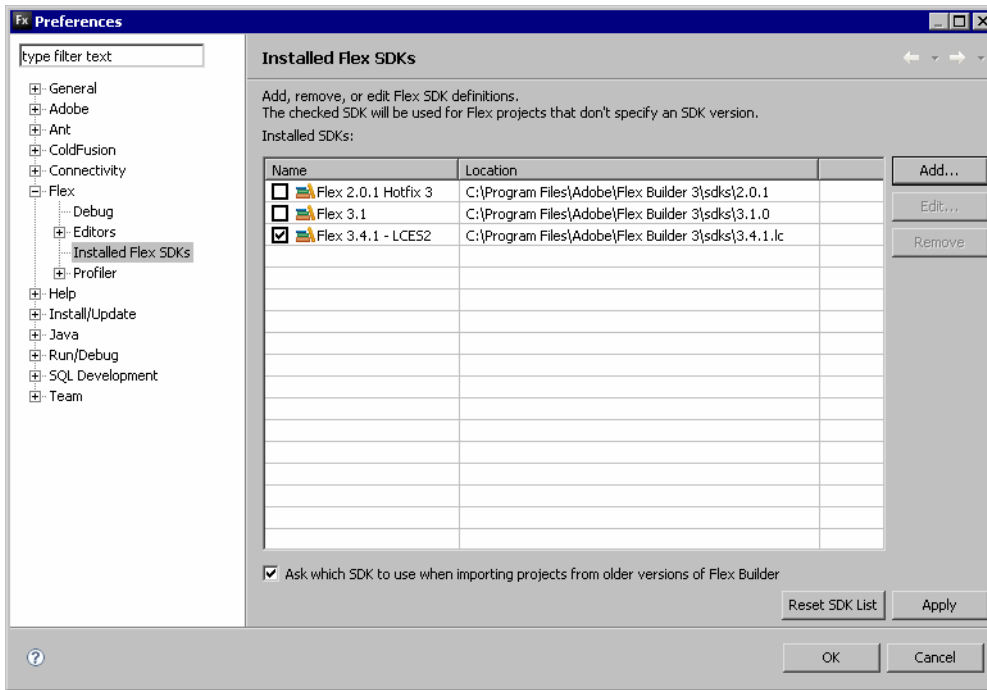 Fx Preferences
type filter text
General
Adobe
Ant
ColdFusion
Connectivity
Flex
Debug
Editors
Installed Flex SDKs
Profiler
Help
Install/Update
Java
Run/Debug
SQL Development
Team
Installed Flex SDKs
Add, remove, or edit Flex SDK definitions.
The checked SDK will be used for Flex projects that don't specify an SDK version.
Installed SDKs:
Name Location
Flex 2.0.1 Hotfix 3 C:\Program Files\Adobe\Flex Builder 3\sdks\2.0.1
Flex 3.1 C:\Program Files\Adobe\Flex Builder 3\sdks\3.1.0
Flex 3.4.1 - LCES2 C:\Program Files\Adobe\Flex Builder 3\sdks\3.4.1.lc
Add...
Edit...
Remove
Ask which SDK to use when importing projects from older versions of Flex Builder
Reset SDK List Apply
? OK Cancel